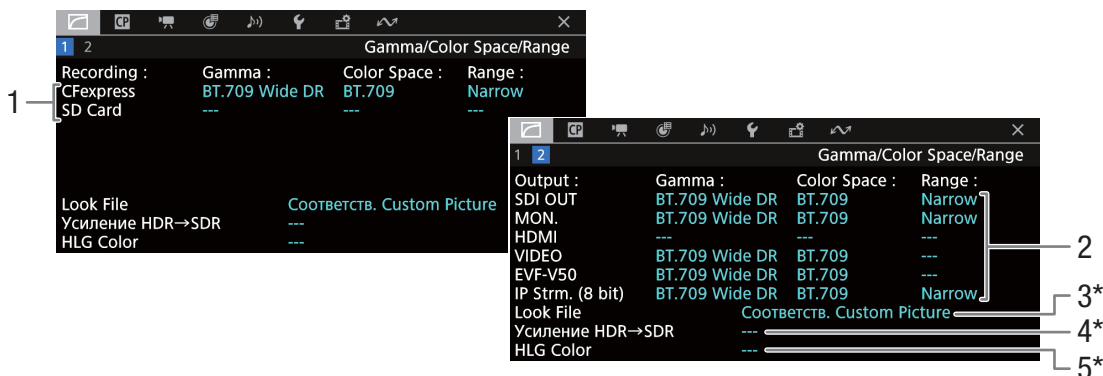 CP
1 2 Gamma/Color Space/Range
Recording : Gamma : Color Space : Range :
CFexpress BT.709 Wide DR BT.709 Narrow
SD Card --- --- ---
Look File Соответств. Custom Picture
Усиление HDR→SDR ---
HLG Color ---
1
CP
1 2 Gamma/Color Space/Range
Output : Gamma : Color Space : Range :
SDI OUT BT.709 Wide DR BT.709 Narrow
MON. BT.709 Wide DR BT.709 Narrow
HDMI --- --- ---
VIDEO BT.709 Wide DR BT.709 ---
EVF-V50 BT.709 Wide DR BT.709 ---
IP Strm. (8 bit) BT.709 Wide DR BT.709 Narrow
Look File Соответств. Custom Picture
Усиление HDR→SDR ---
HLG Color ---
2
3*
4*
5*